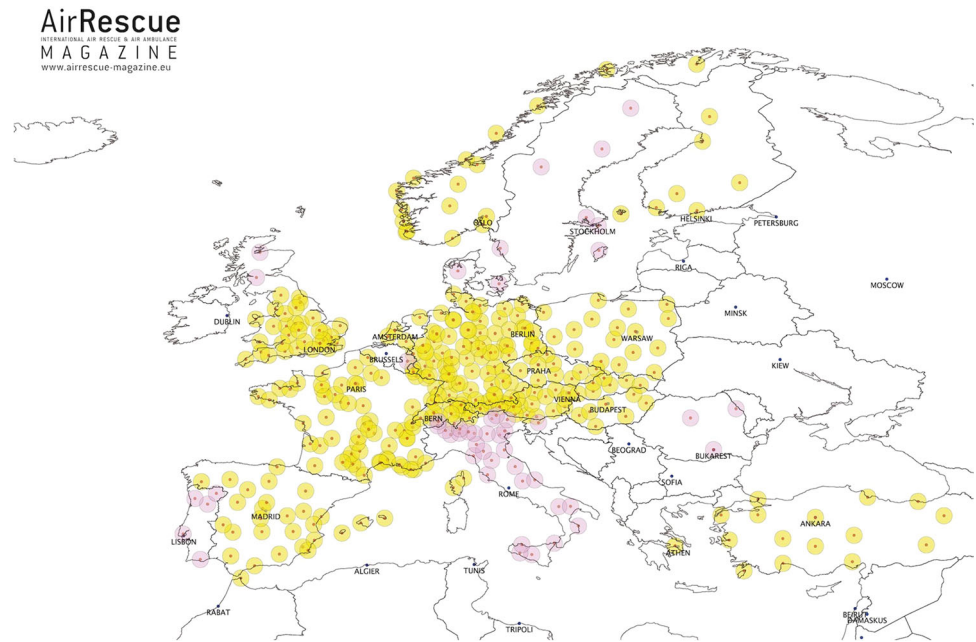 AirRescue
INTERNATIONAL AIR RESCUE & AIR AMBULANCE
MAGAZINE
www.airrescue-magazine.eu
OSLO
HELSINKI
PETERSBURG
STOCKHOLM
RIGA
MOSCOW
MINSK
DUBLIN
AMSTERDAM
BERLIN
WARSAW
LONDON
BRUSSELS
KIEW
PRAHA
PARIS
VIENNA
BUDAPEST
BERN
BEOGRAD
BUKAREST
SOFIA
ROME
MADRID
ANKARA
LISBON
ATHEN
ALGIER
TUNIS
RABAT
BEIRUT
DAMASKUS
TRIPOLI